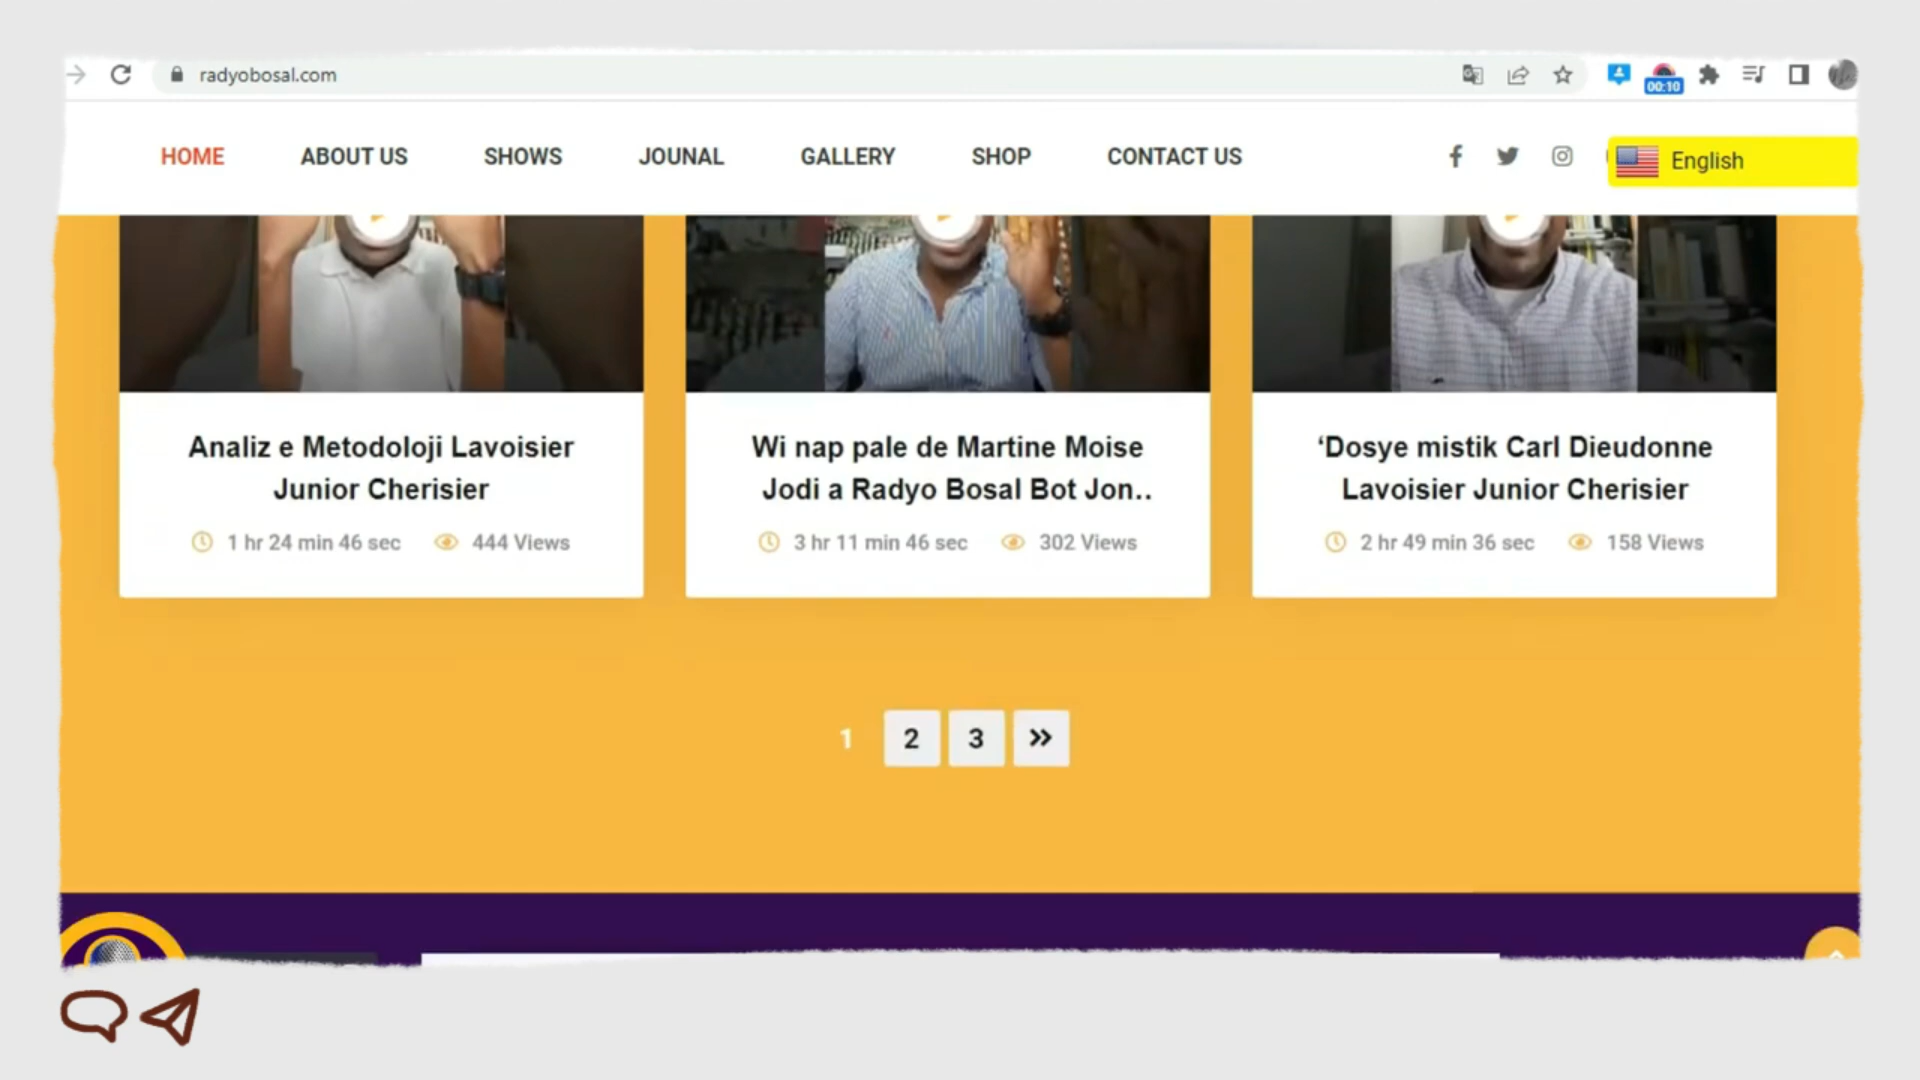 radyobosal.com
00:10
HOME ABOUT US SHOWS JOUNAL GALLERY SHOP CONTACT US English
Analiz e Metodoloji Lavoisier
Junior Cherisier
1 hr 24 min 46 sec 444 Views
Wi nap pale de Martine Moise
Jodi a Radyo Bosal Bot Jon..
3 hr 11 min 46 sec 302 Views
‘Dosye mistik Carl Dieudonne
Lavoisier Junior Cherisier
2 hr 49 min 36 sec 158 Views
1 2 3 »